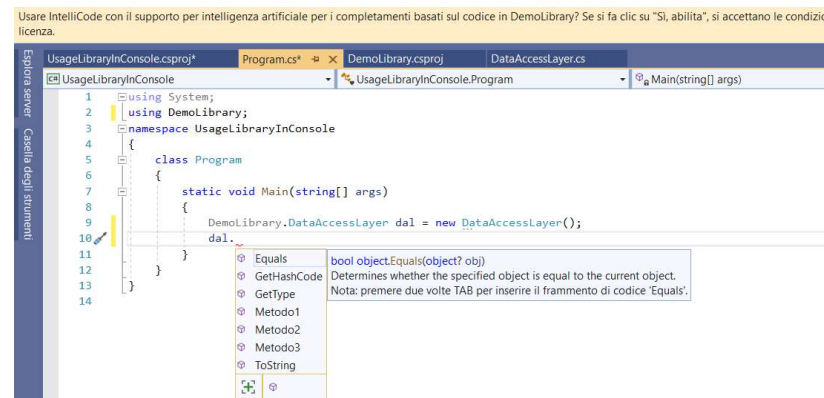 Usare IntelliCode con il supporto per intelligenza artificiale per i completamenti basati sul codice in DemoLibrary? Se si fa clic su "Sì, abilita", si accettano le condizio
licenza.
Esplora server
Casella degli strumenti
UsageLibraryInConsole.csproj* Program.cs* DemoLibrary.csproj DataAccessLayer.cs
C# UsageLibraryInConsole UsageLibraryInConsole.Program Main(string[] args)
1 using System;
2 using DemoLibrary;
3 namespace UsageLibraryInConsole
4 {
5 class Program
6 {
7 static void Main(string[] args)
8 {
9 DemoLibrary.DataAccessLayer dal = new DataAccessLayer();
10 dal.
11 }
12 }
13 }
14
Equals
GetHashCode
GetType
Metodo1
Metodo2
Metodo3
ToString
bool object.Equals(object? obj)
Determines whether the specified object is equal to the current object.
Nota: premere due volte TAB per inserire il frammento di codice 'Equals'.